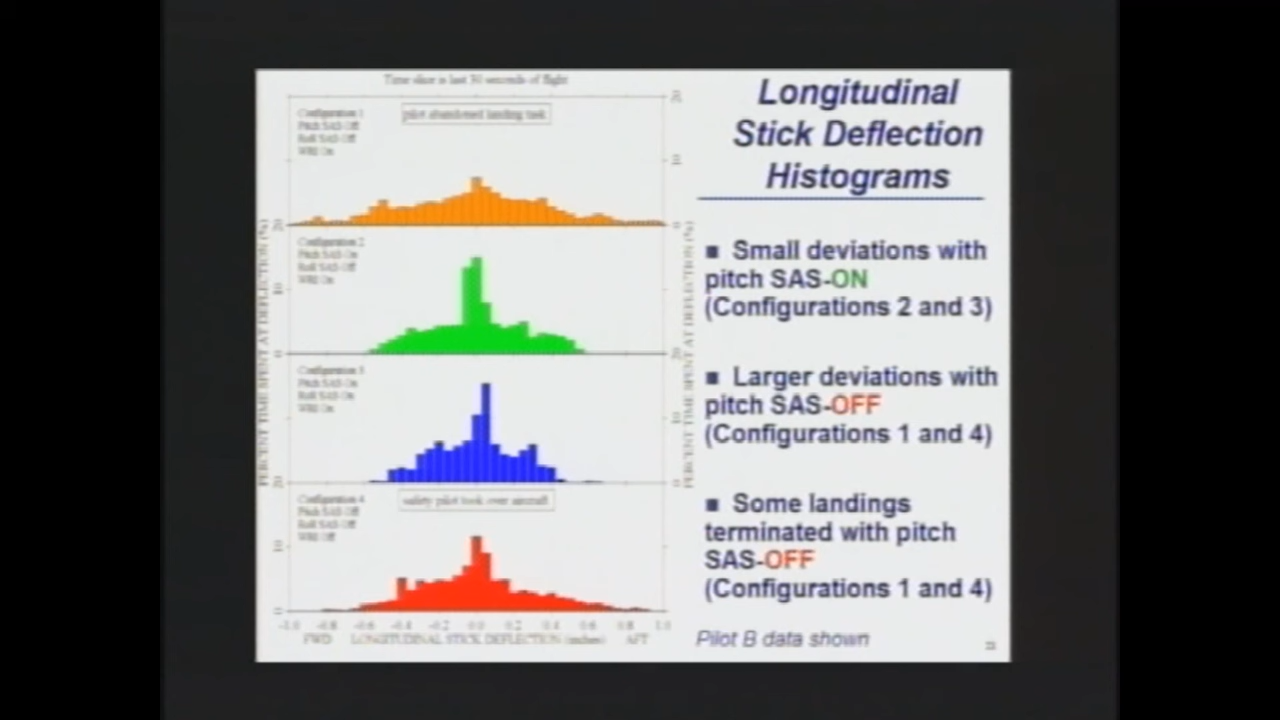 Time slice is last 30 seconds of flight
Longitudinal
Stick Deflection
Histograms
Configuration 1
Pitch SAS Off
Roll SAS Off
WRI On
pilot abandoned landing task
Configuration 2
Pitch SAS On
Roll SAS Off
WRI On
Configuration 3
Pitch SAS On
Roll SAS On
WRI On
Configuration 4
Pitch SAS Off
Roll SAS Off
WRI Off
safety pilot took over aircraft
PERCENT TIME SPENT AT DEFLECTION (%)
PERCENT TIME SPENT AT DEFLECTION (%)
-1.0 -0.8 -0.6 -0.4 -0.2 0.0 0.2 0.4 0.6 0.8 1.0
FWD LONGITUDINAL STICK DEFLECTION (inches) AFT
■ Small deviations with
pitch SAS-ON
(Configurations 2 and 3)
■ Larger deviations with
pitch SAS-OFF
(Configurations 1 and 4)
■ Some landings
terminated with pitch
SAS-OFF
(Configurations 1 and 4)
Pilot B data shown